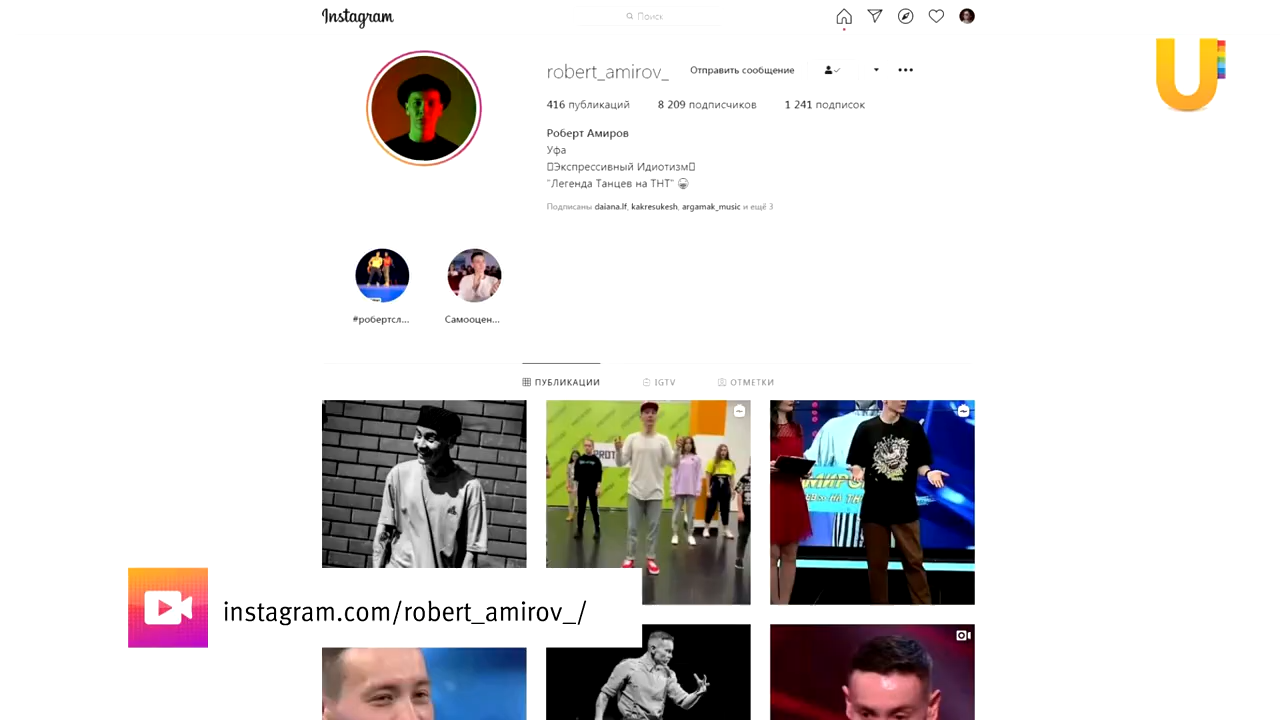 Instagram
Поиск
robert_amirov_
Отправить сообщение
416 публикаций
8 209 подписчиков
1 241 подписок
Роберт Амиров
Уфа
Экспрессивный Идиотизм
"Легенда Танцев на ТНТ" 😀
Подписаны daiana.lf, kakresukesh, argamak_music и ещё 3
#робертсл...
Самооцен...
ПУБЛИКАЦИИ
IGTV
ОТМЕТКИ
PROT
instagram.com/robert_amirov_/
U